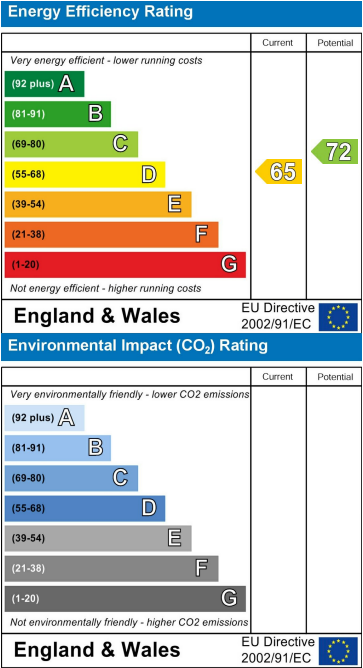 Energy Efficiency Rating
Current Potential
Very energy efficient - lower running costs
(92 plus) A
(81-91) B
(69-80) C
(55-68) D
(39-54) E
(21-38) F
(1-20) G
65
72
Not energy efficient - higher running costs
England & Wales
EU Directive
2002/91/EC
Environmental Impact (CO₂) Rating
Current Potential
Very environmentally friendly - lower CO2 emissions
(92 plus) A
(81-91) B
(69-80) C
(55-68) D
(39-54) E
(21-38) F
(1-20) G
Not environmentally friendly - higher CO2 emissions
England & Wales
EU Directive
2002/91/EC